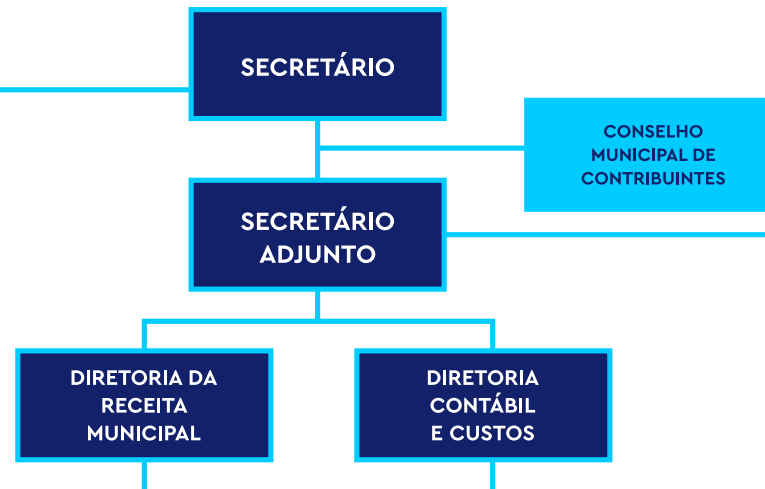 SECRETÁRIO
CONSELHO
MUNICIPAL DE
CONTRIBUINTES
SECRETÁRIO
ADJUNTO
DIRETORIA DA
RECEITA
MUNICIPAL
DIRETORIA
CONTÁBIL
E CUSTOS